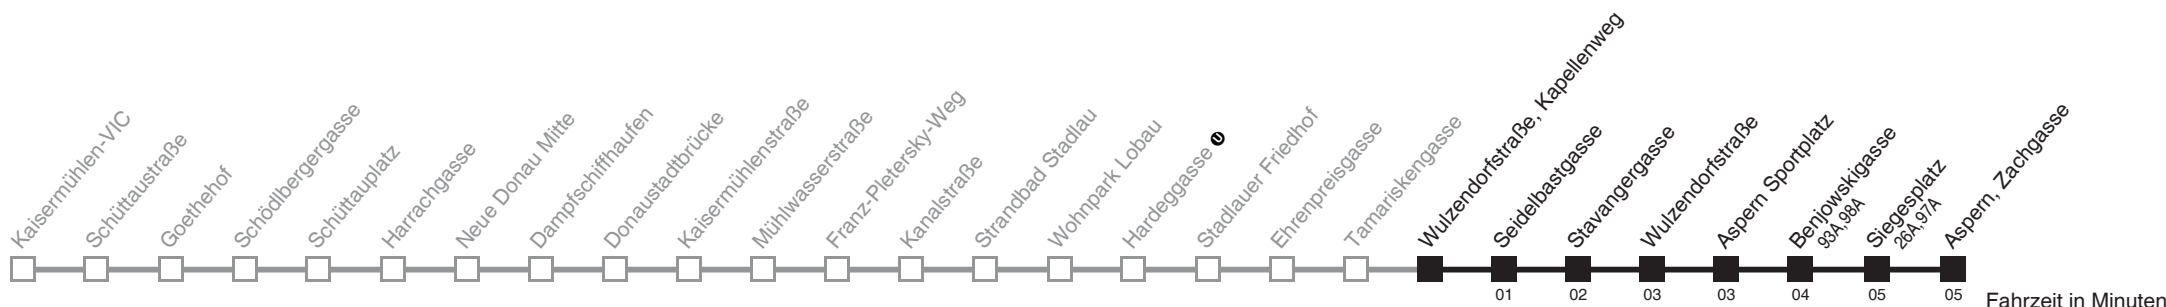 Kaisermühlen-VIC
Schüttaustraße
Goethehof
Schödlbergergasse
Schüttauplatz
Harrachgasse
Neue Donau Mitte
Dampfschiffhaufen
Donaustadtbrücke
Kaisermühlenstraße
Mühlwasserstraße
Franz-Pletersky-Weg
Kanalstraße
Strandbad Stadlau
Wohnpark Lobau
Hardeggasse U
Stadlauer Friedhof
Ehrenpreisgasse
Tamariskengasse
Wulzendorfstraße, Kapellenweg
Seidelbastgasse
Stavangergasse
Wulzendorfstraße
Aspern Sportplatz
Benjowskigasse
93A,98A
Siegesplatz
26A,97A
Aspern, Zachgasse
01 02 03 03 04 05 05 Fahrzeit in Minuten